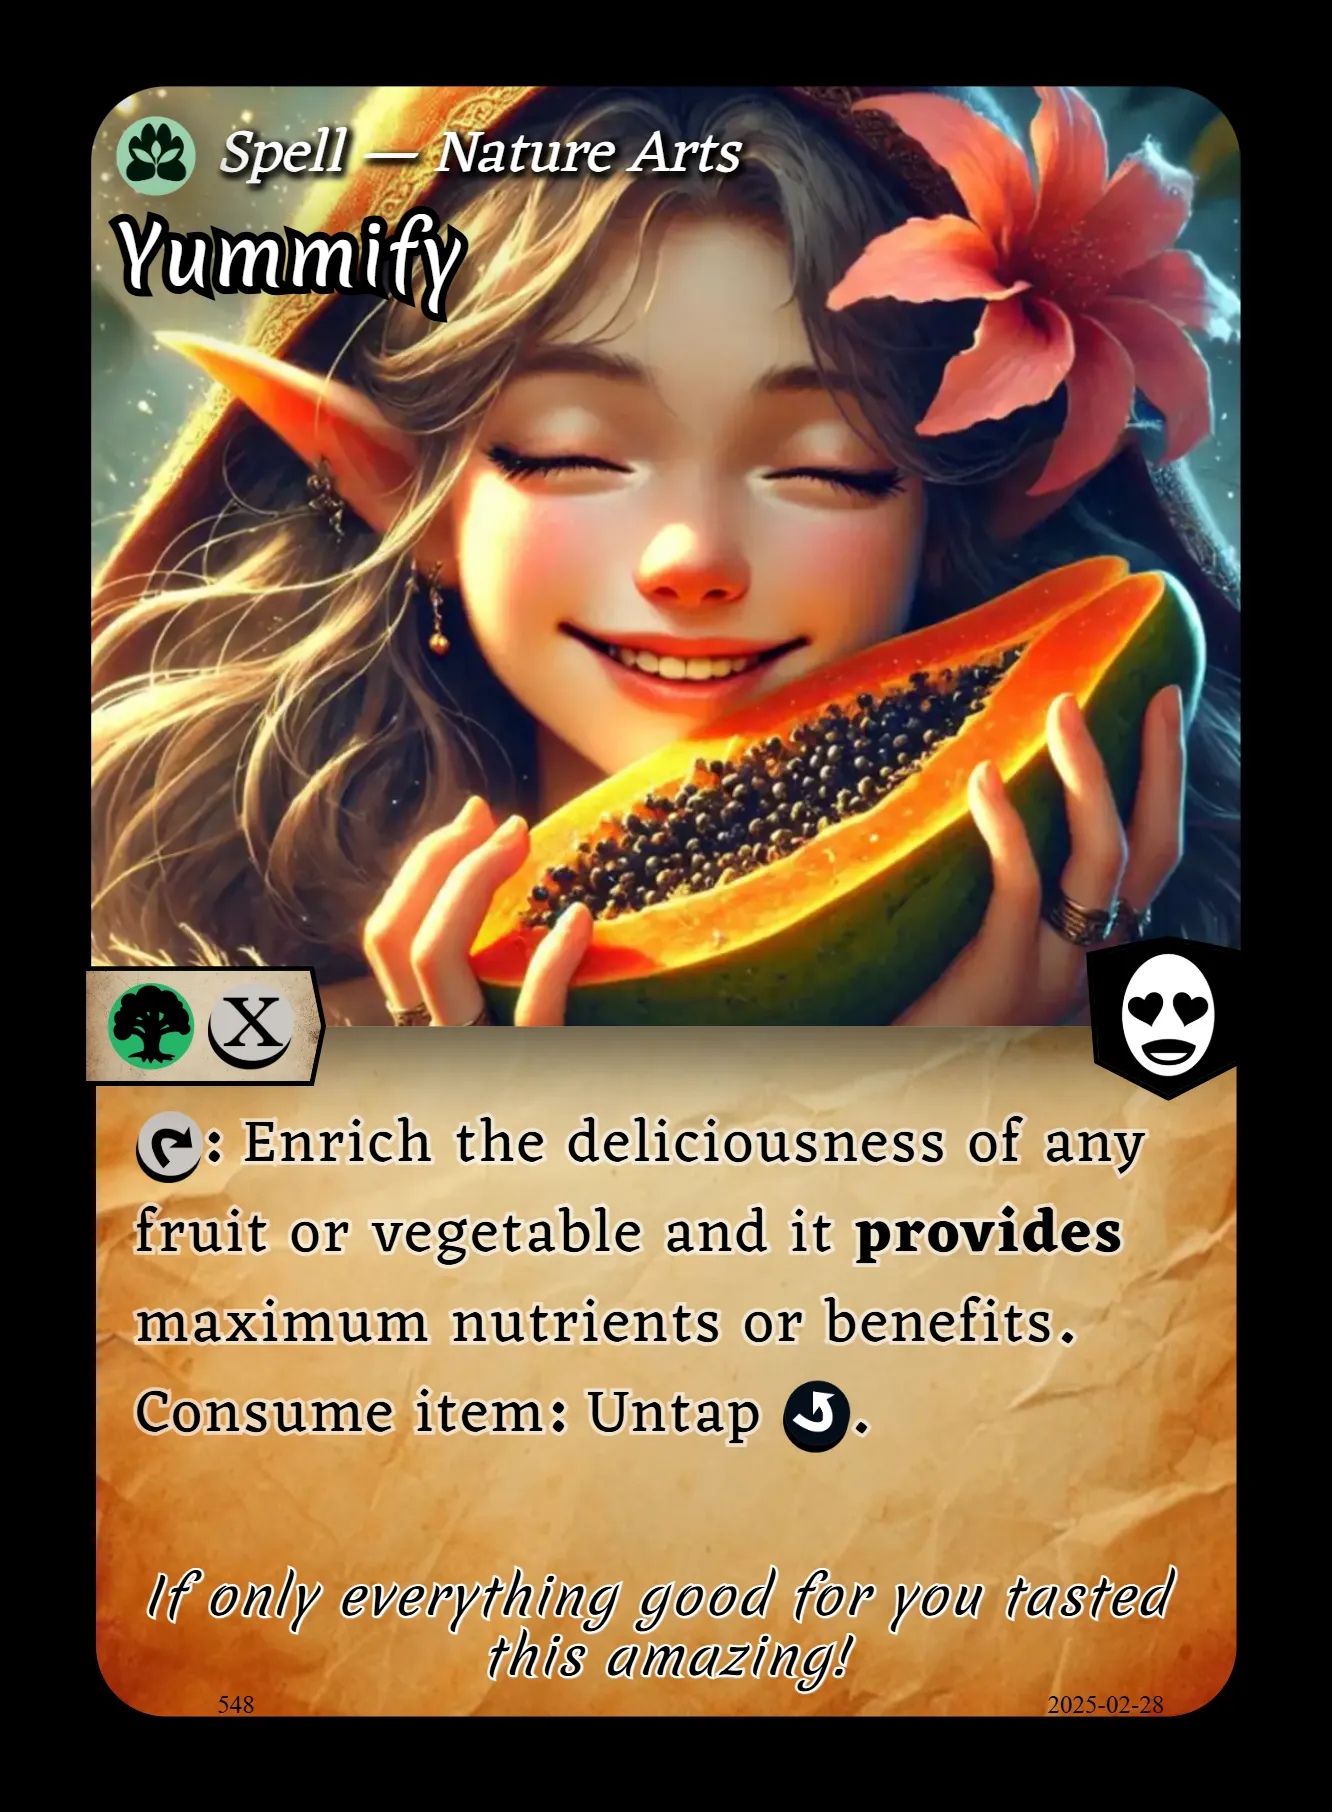 Spell — Nature Arts
Yummify
X
: Enrich the deliciousness of any
fruit or vegetable and it provides
maximum nutrients or benefits.
Consume item: Untap .
If only everything good for you tasted
this amazing!
548 2025-02-28